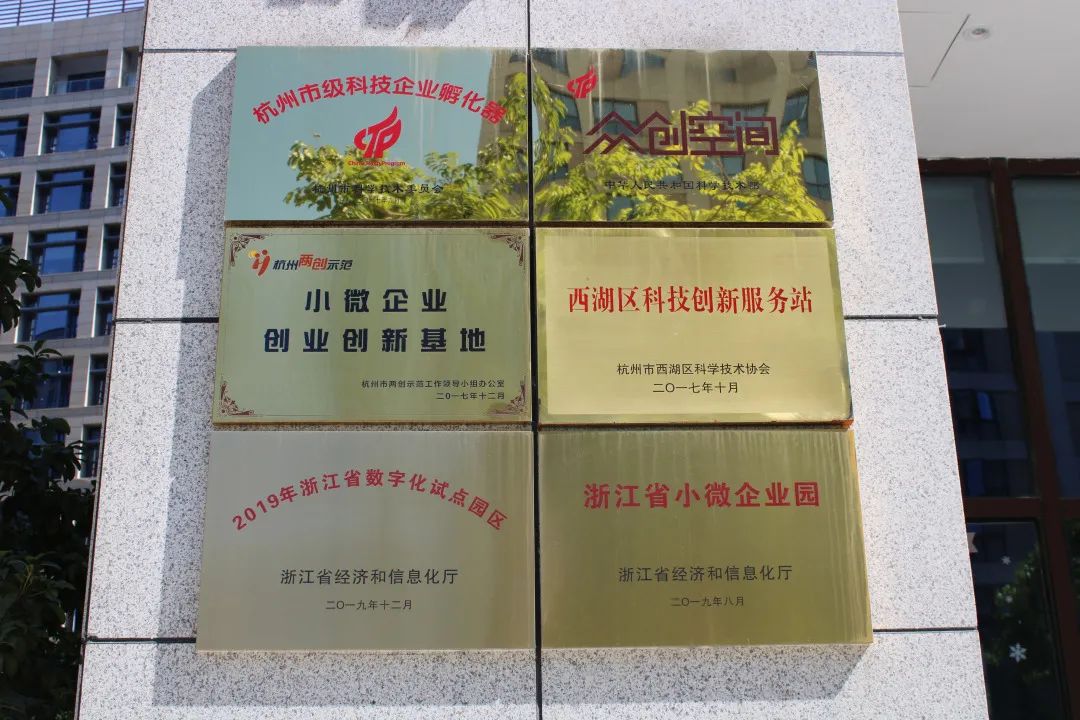 杭州市级科技企业孵化器
China Torch Program
杭州市科学技术委员会
众创空间
中华人民共和国科学技术部
杭州两创示范
小微企业
创业创新基地
杭州市两创示范工作领导小组办公室
二〇一七年十二月
西湖区科技创新服务站
杭州市西湖区科学技术协会
二〇一七年十月
2019年浙江省数字化试点园区
浙江省经济和信息化厅
二〇一九年十二月
浙江省小微企业园
浙江省经济和信息化厅
二〇一九年八月